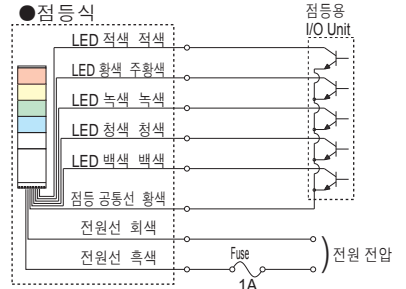 ●점등식
점등용
I/O Unit
LED 적색 적색
LED 황색 주황색
LED 녹색 녹색
LED 청색 청색
LED 백색 백색
점등 공통선 황색
전원선 회색
전원선 흑색
Fuse
1A
전원 전압